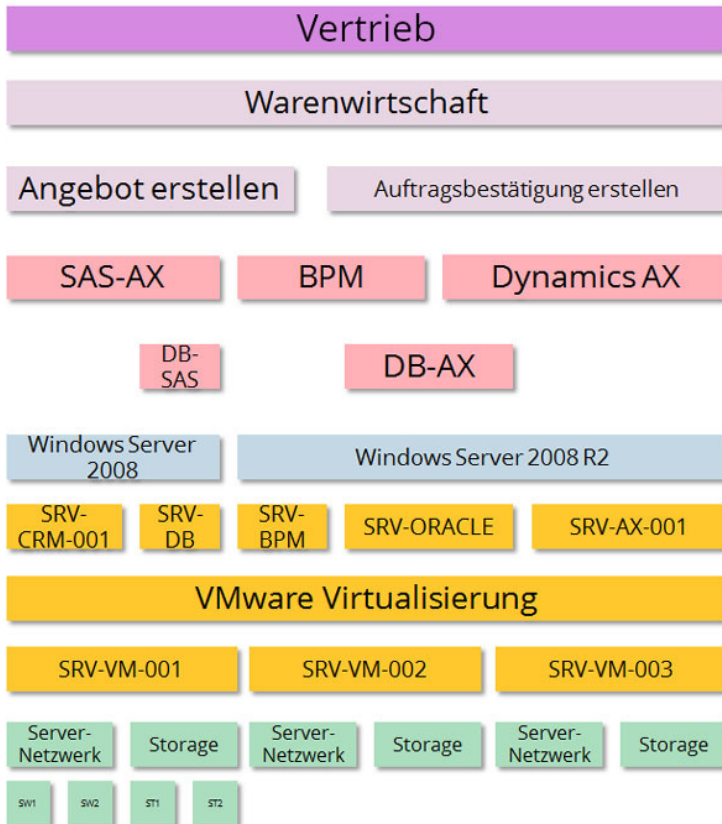 Vertrieb
Warenwirtschaft
Angebot erstellen
Auftragsbestätigung erstellen
SAS-AX
BPM
Dynamics AX
DB-
SAS
DB-AX
Windows Server
2008
Windows Server 2008 R2
SRV-
CRM-001
SRV-
DB
SRV-
BPM
SRV-ORACLE
SRV-AX-001
VMware Virtualisierung
SRV-VM-001
SRV-VM-002
SRV-VM-003
Server-
Netzwerk
Storage
Server-
Netzwerk
Storage
Server-
Netzwerk
Storage
SW1
SW2
ST1
ST2